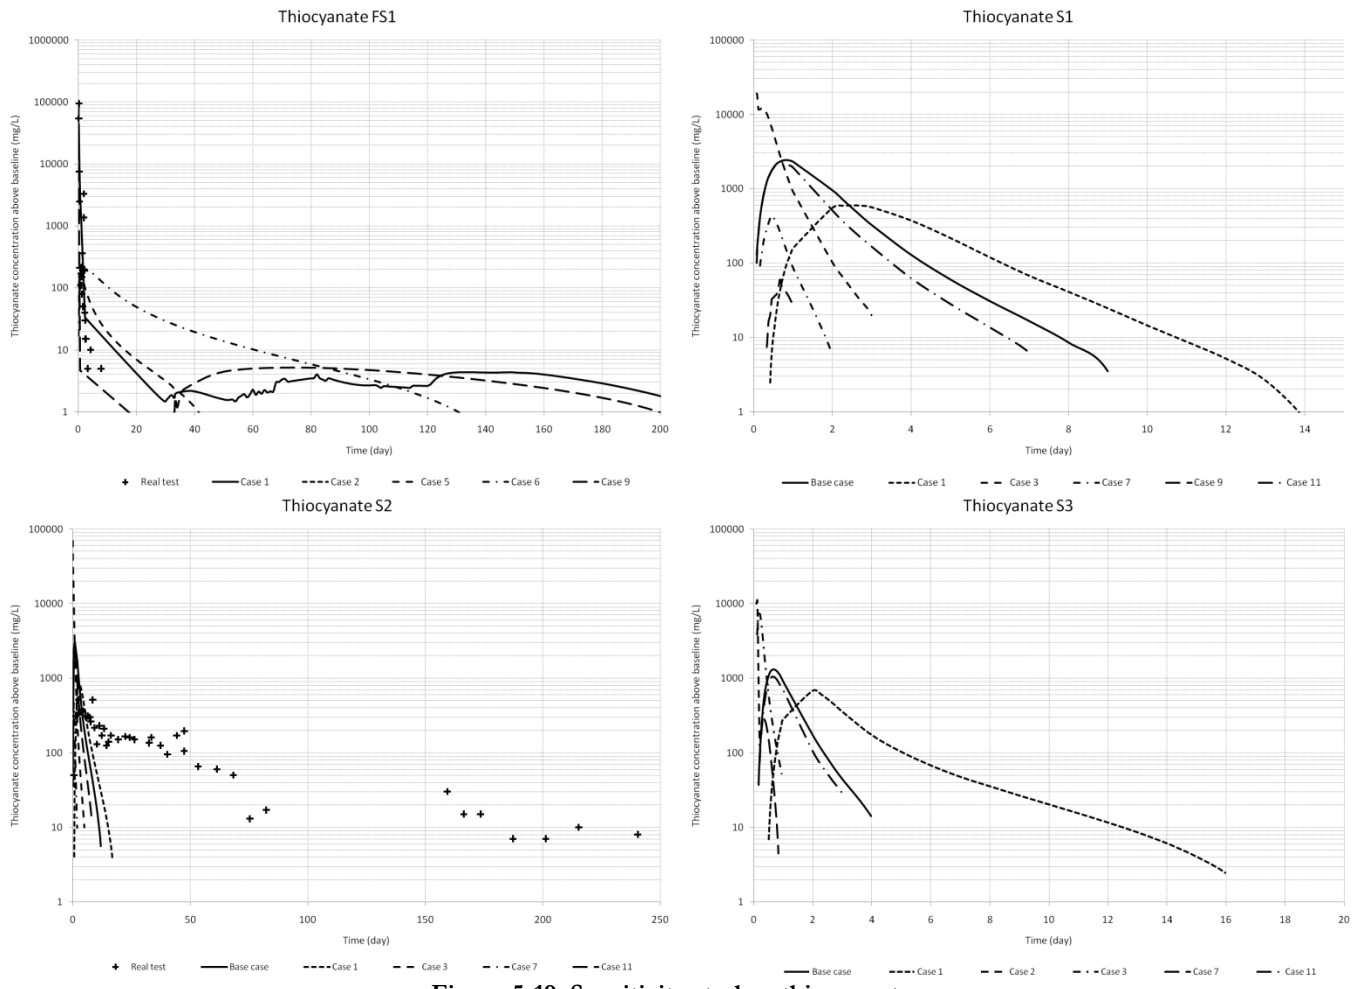 Thiocyanate FS1
Thiocyanate concentration above baseline (mg/L)
1000000
100000
10000
1000
100
10
1
0 20 40 60 80 100 120 140 160 180 200
Time (day)
Real test Case 1 Case 2 Case 5 Case 6 Case 9
Thiocyanate S1
Thiocyanate concentration above baseline (mg/L)
100000
10000
1000
100
10
1
0 2 4 6 8 10 12 14
Time (day)
Base case Case 1 Case 3 Case 7 Case 9 Case 11
Thiocyanate S2
Thiocyanate concentration above baseline (mg/L)
100000
10000
1000
100
10
1
0 50 100 150 200 250
Time (day)
Real test Base case Case 1 Case 3 Case 7 Case 11
Thiocyanate S3
Thiocyanate concentration above baseline (mg/L)
100000
10000
1000
100
10
1
0 2 4 6 8 10 12 14 16 18 20
Time (day)
Base case Case 1 Case 2 Case 3 Case 7 Case 11